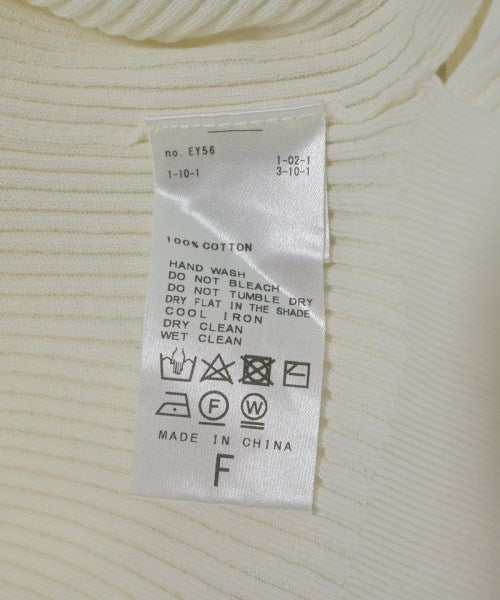 no. EY56
1-02-1
1-10-1
3-10-1
100% COTTON
HAND WASH
DO NOT BLEACH
DO NOT TUMBLE DRY
DRY FLAT IN THE SHADE
COOL IRON
DRY CLEAN
WET CLEAN
F W
MADE IN CHINA
F